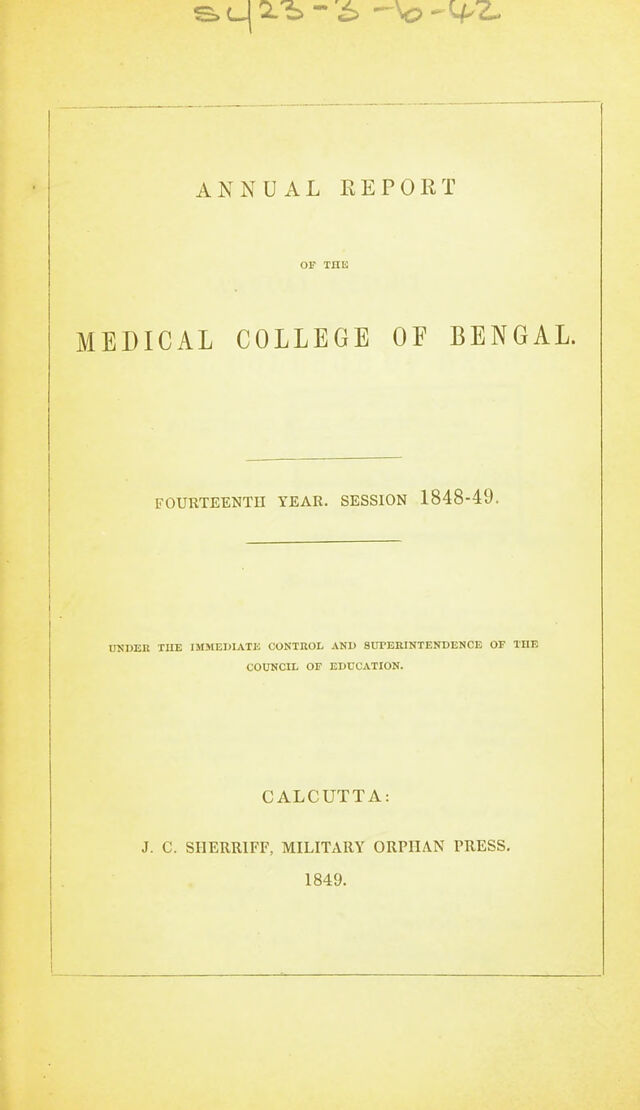 ANNUAL REPORT
OF THE
MEDICAL COLLEGE OF BENGAL.
FOURTEENTH YEAR. SESSION 1848-49.
UNDER THE IMMEDIATE CONTROL AND SUPERINTENDENCE OF THE
COUNCIL OF EDUCATION.
CALCUTTA:
J. C. SHERRIFF, MILITARY ORPHAN PRESS.
1849.